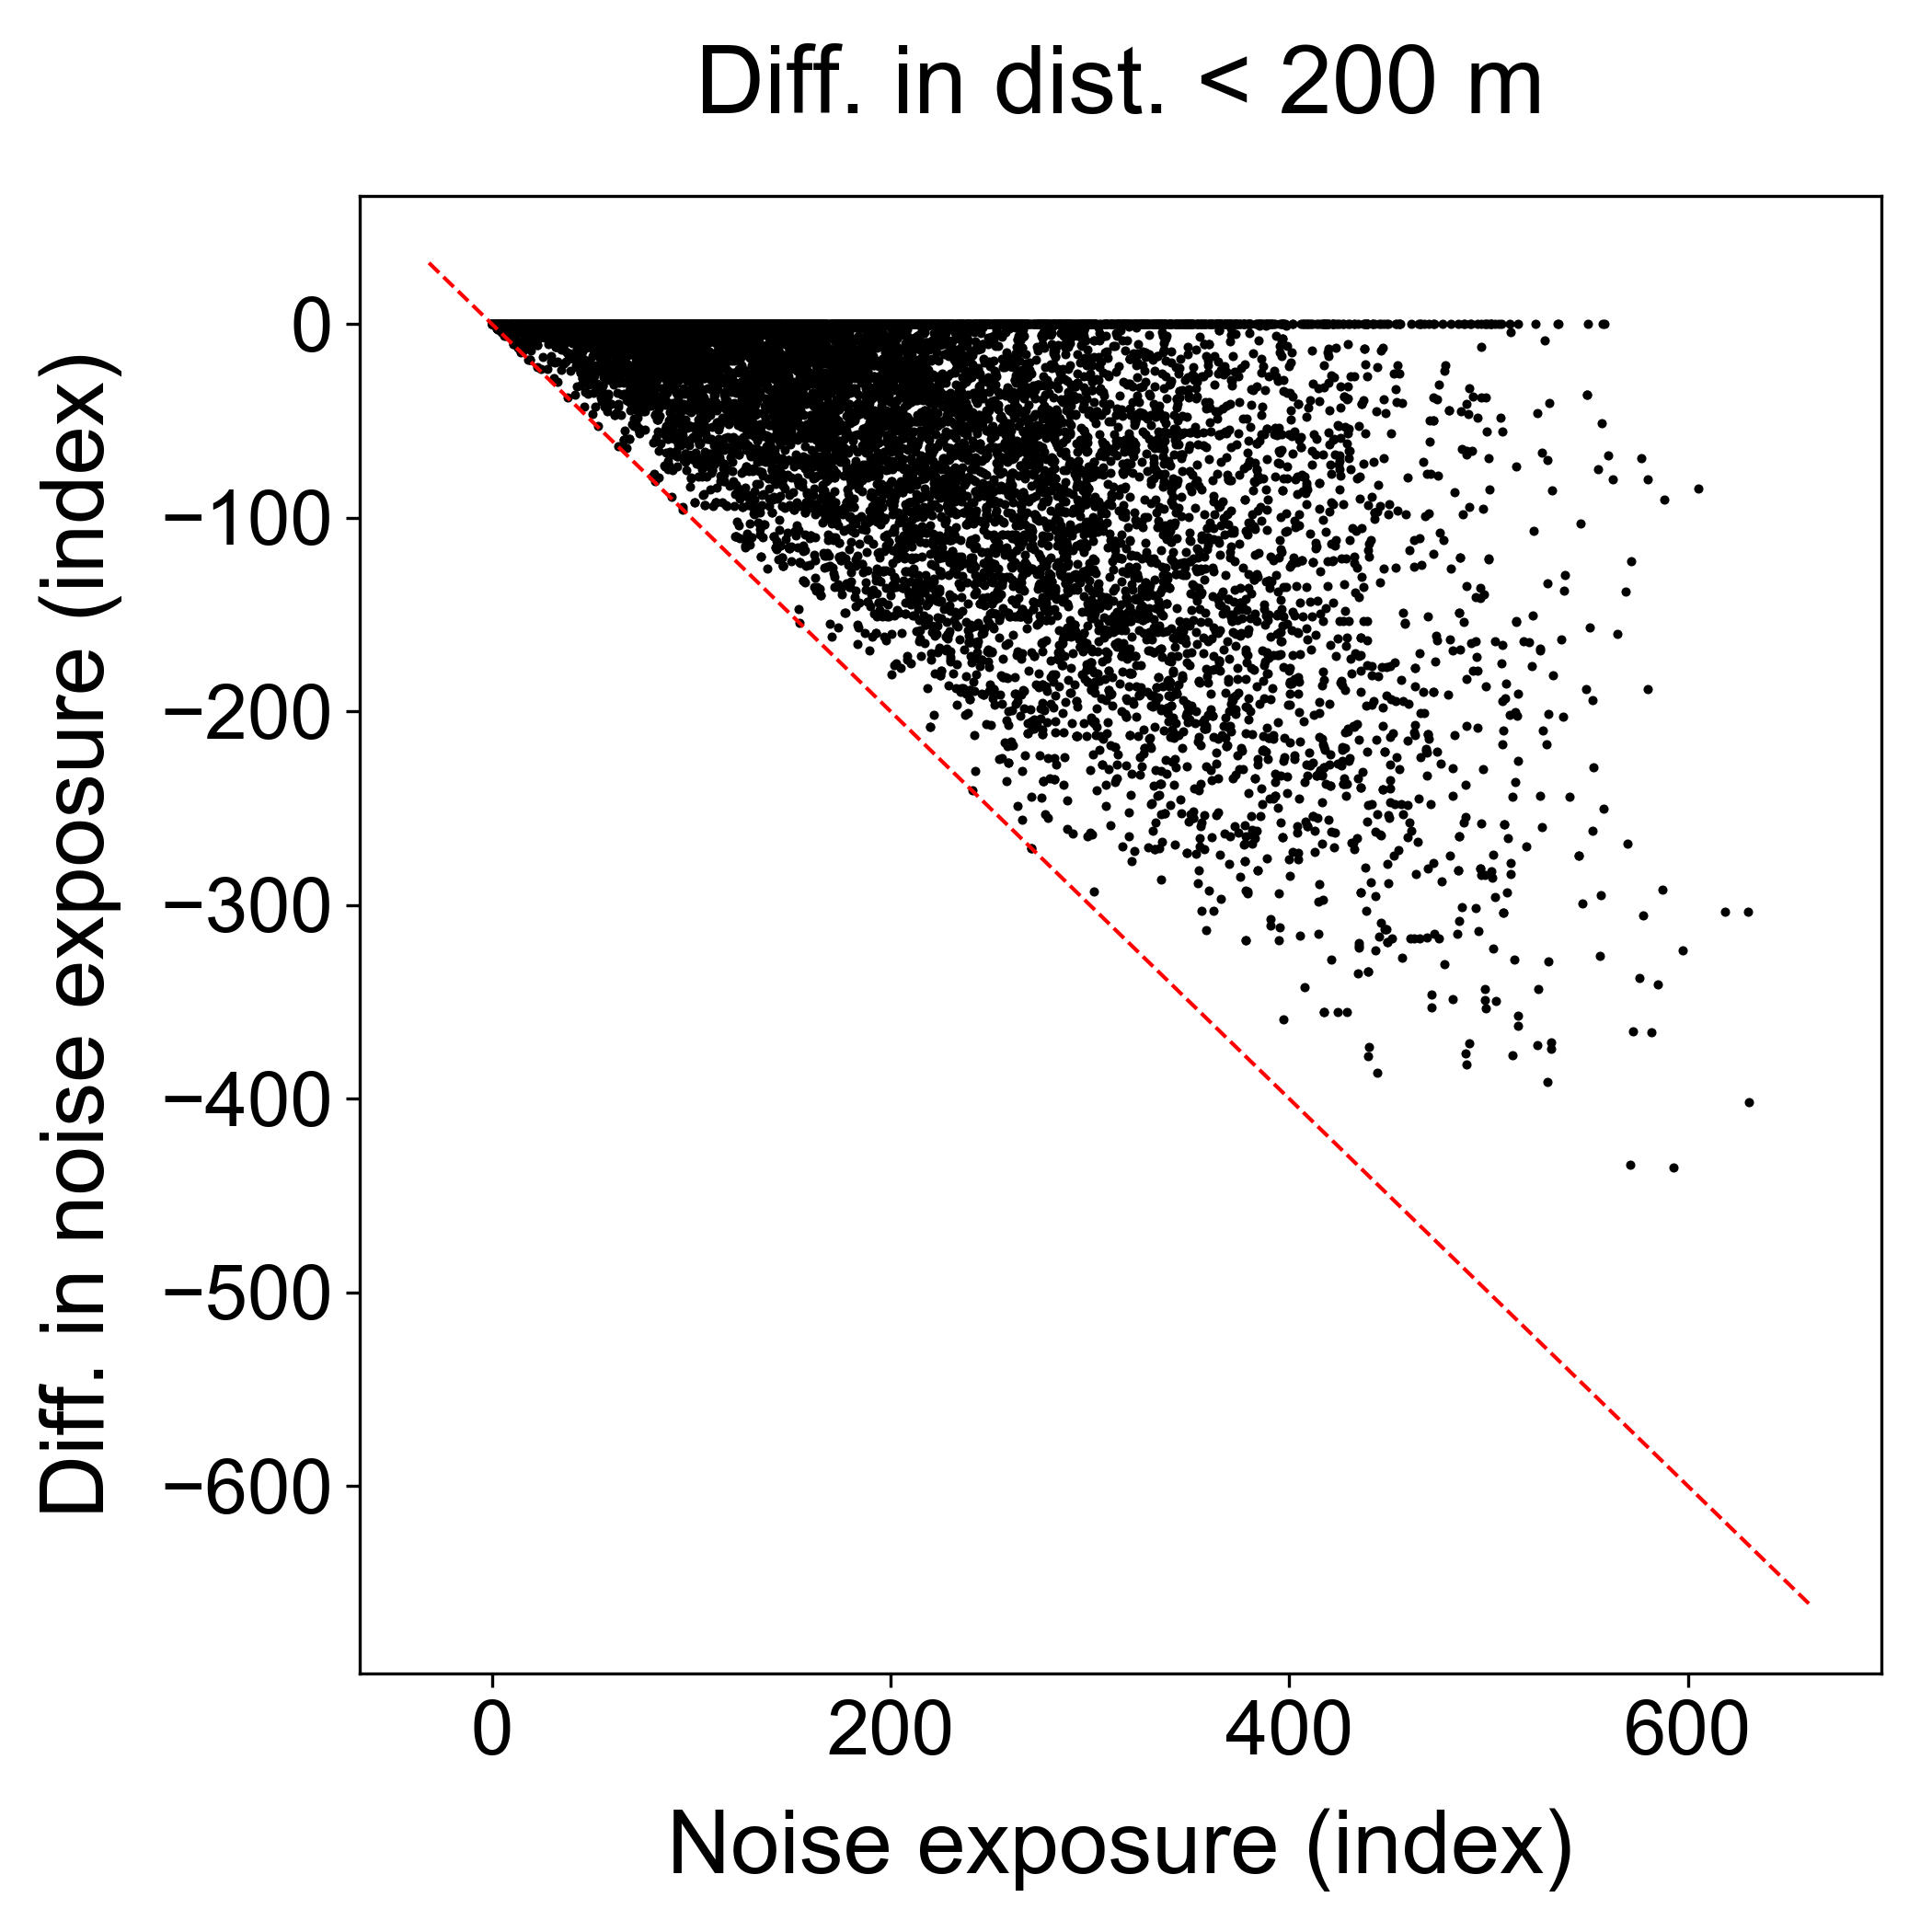 Diff. in dist. < 200 m
Diff. in noise exposure (index)
0
−100
−200
−300
−400
−500
−600
0 200 400 600
Noise exposure (index)